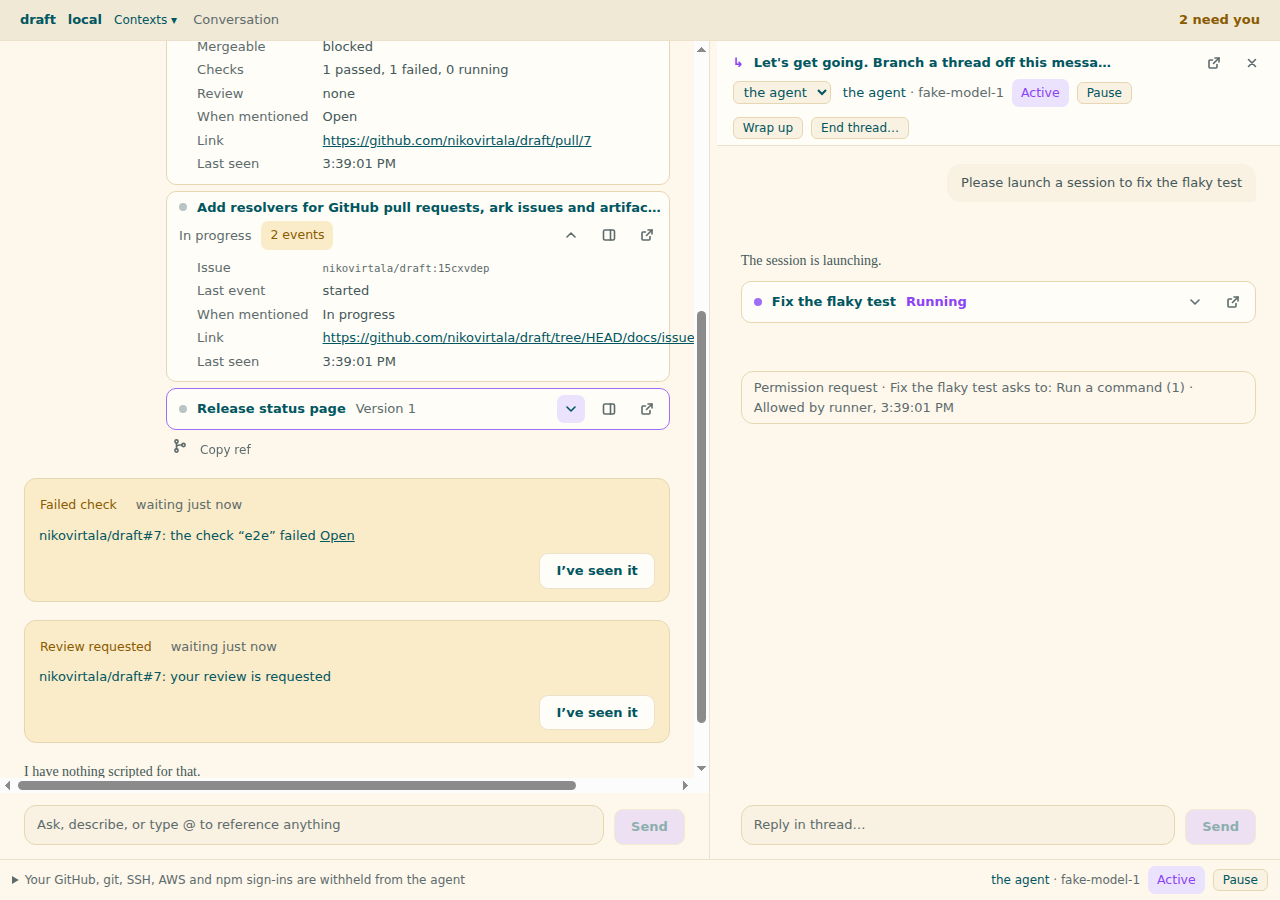 draft local Contexts ▾ Conversation
2 need you
Mergeable blocked
Checks 1 passed, 1 failed, 0 running
Review none
When mentioned Open
Link https://github.com/nikovirtala/draft/pull/7
Last seen 3:39:01 PM
Add resolvers for GitHub pull requests, ark issues and artifac…
In progress 2 events
Issue nikovirtala/draft:15cxvdep
Last event started
When mentioned In progress
Link https://github.com/nikovirtala/draft/tree/HEAD/docs/issue
Last seen 3:39:01 PM
Release status page Version 1
Copy ref
Failed check waiting just now
nikovirtala/draft#7: the check “e2e” failed Open
I’ve seen it
Review requested waiting just now
nikovirtala/draft#7: your review is requested
I’ve seen it
I have nothing scripted for that.
Ask, describe, or type @ to reference anything
Send
↳ Let's get going. Branch a thread off this messa…
the agent the agent · fake-model-1 Active Pause
Wrap up End thread…
Please launch a session to fix the flaky test
The session is launching.
Fix the flaky test Running
Permission request · Fix the flaky test asks to: Run a command (1) ·
Allowed by runner, 3:39:01 PM
Reply in thread…
Send
Your GitHub, git, SSH, AWS and npm sign-ins are withheld from the agent
the agent · fake-model-1 Active Pause